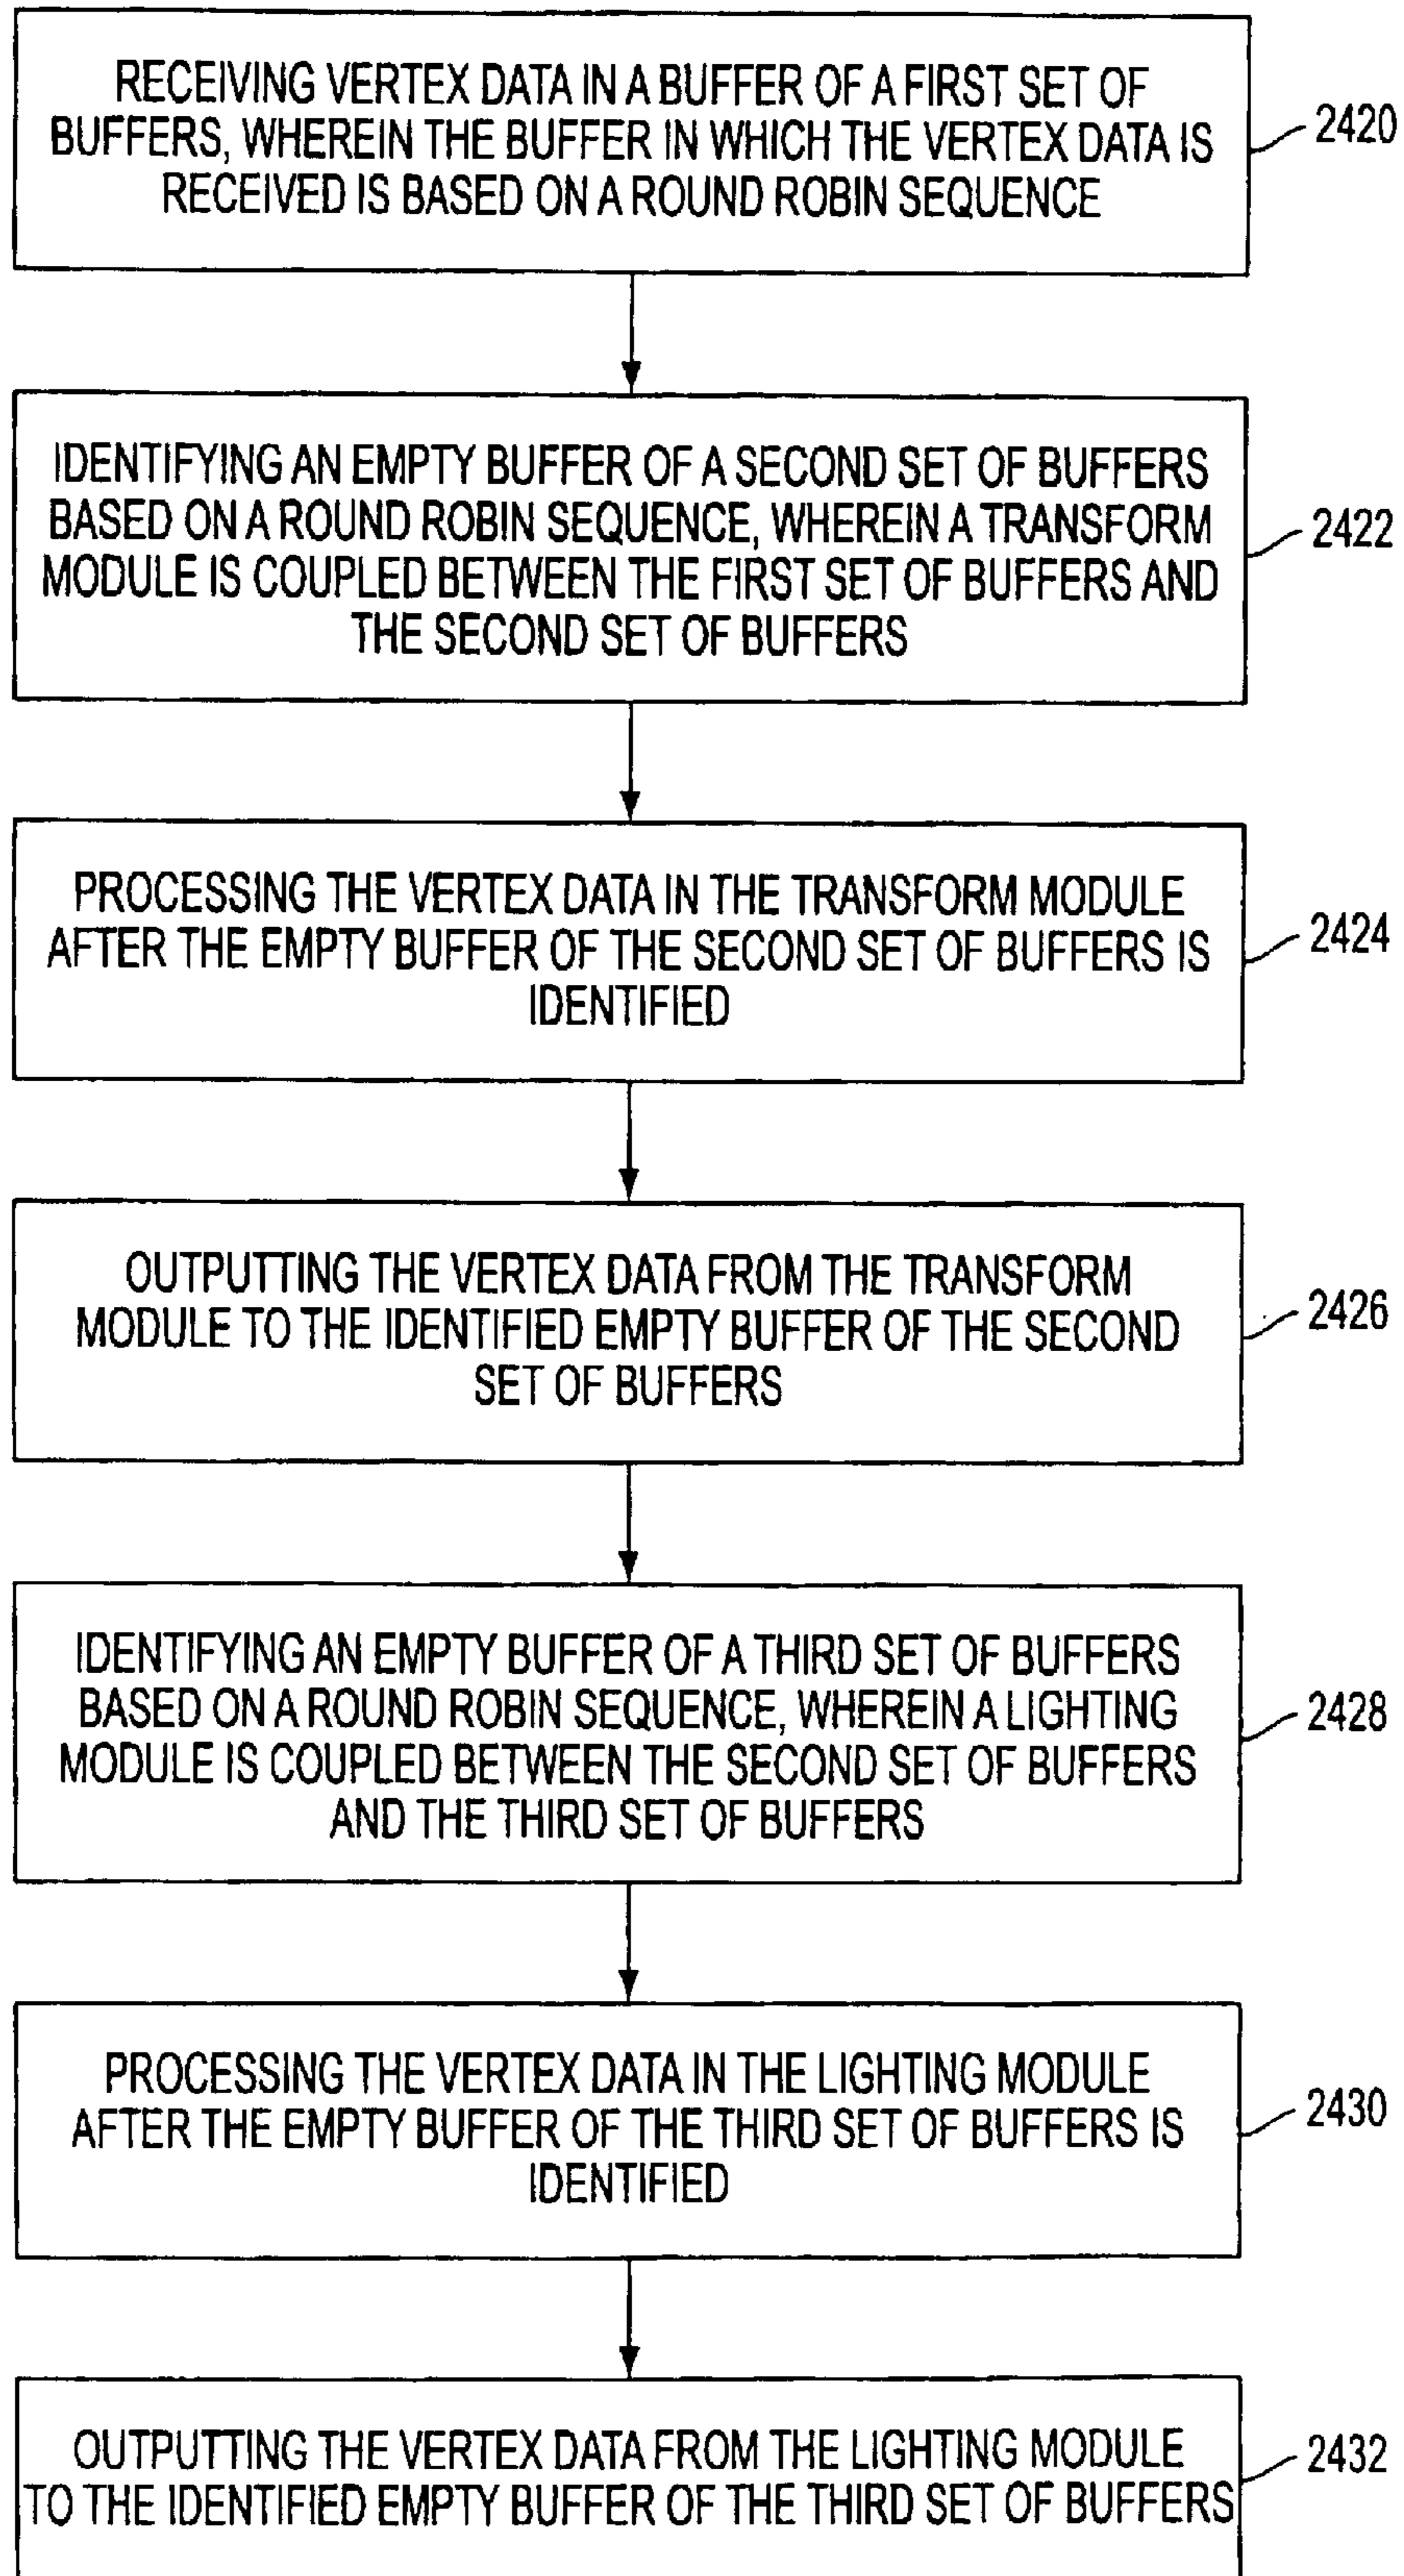 RECEIVING VERTEX DATA IN A BUFFER OF A FIRST SET OF
BUFFERS, WHEREIN THE BUFFER IN WHICH THE VERTEX DATA IS
RECEIVED IS BASED ON A ROUND ROBIN SEQUENCE
2420
IDENTIFYING AN EMPTY BUFFER OF A SECOND SET OF BUFFERS
BASED ON A ROUND ROBIN SEQUENCE, WHEREIN A TRANSFORM
MODULE IS COUPLED BETWEEN THE FIRST SET OF BUFFERS AND
THE SECOND SET OF BUFFERS
2422
PROCESSING THE VERTEX DATA IN THE TRANSFORM MODULE
AFTER THE EMPTY BUFFER OF THE SECOND SET OF BUFFERS IS
IDENTIFIED
2424
OUTPUTTING THE VERTEX DATA FROM THE TRANSFORM
MODULE TO THE IDENTIFIED EMPTY BUFFER OF THE SECOND
SET OF BUFFERS
2426
IDENTIFYING AN EMPTY BUFFER OF A THIRD SET OF BUFFERS
BASED ON A ROUND ROBIN SEQUENCE, WHEREIN A LIGHTING
MODULE IS COUPLED BETWEEN THE SECOND SET OF BUFFERS
AND THE THIRD SET OF BUFFERS
2428
PROCESSING THE VERTEX DATA IN THE LIGHTING MODULE
AFTER THE EMPTY BUFFER OF THE THIRD SET OF BUFFERS IS
IDENTIFIED
2430
OUTPUTTING THE VERTEX DATA FROM THE LIGHTING MODULE
TO THE IDENTIFIED EMPTY BUFFER OF THE THIRD SET OF BUFFERS
2432